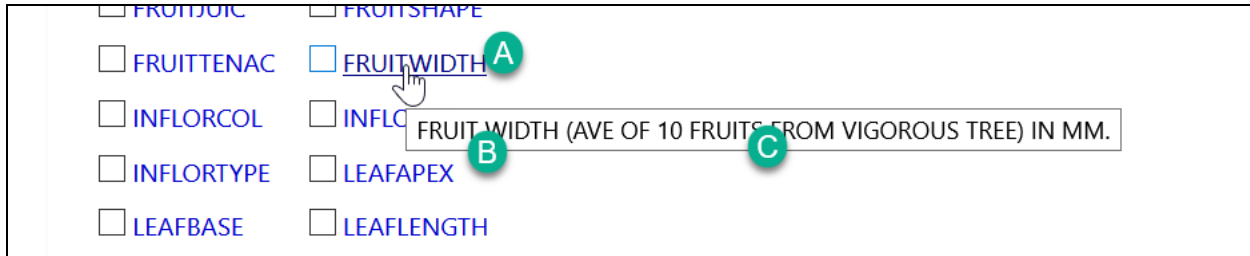 FRUITJUIC FRUITSHAPE
FRUITTENAC FRUITWIDTH A
INFLORCOL INFLO
FRUIT WIDTH (AVE OF 10 FRUITS FROM VIGOROUS TREE) IN MM.
B C
INFLORTYPE LEAFAPEX
LEAFBASE LEAFLENGTH